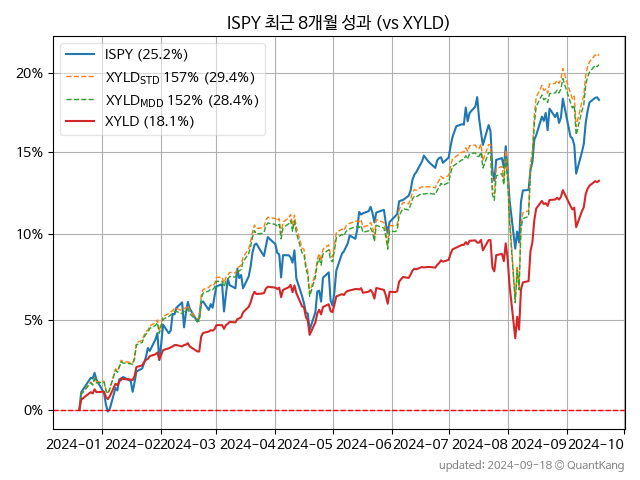 ISPY 최근 8개월 성과 (vs XYLD)
ISPY (25.2%)
XYLD_STD 157% (29.4%)
XYLD_MDD 152% (28.4%)
XYLD (18.1%)
20%
15%
10%
5%
0%
2024-01 2024-02 2024-03 2024-04 2024-05 2024-06 2024-07 2024-08 2024-09 2024-10
updated: 2024-09-18 © QuantKang